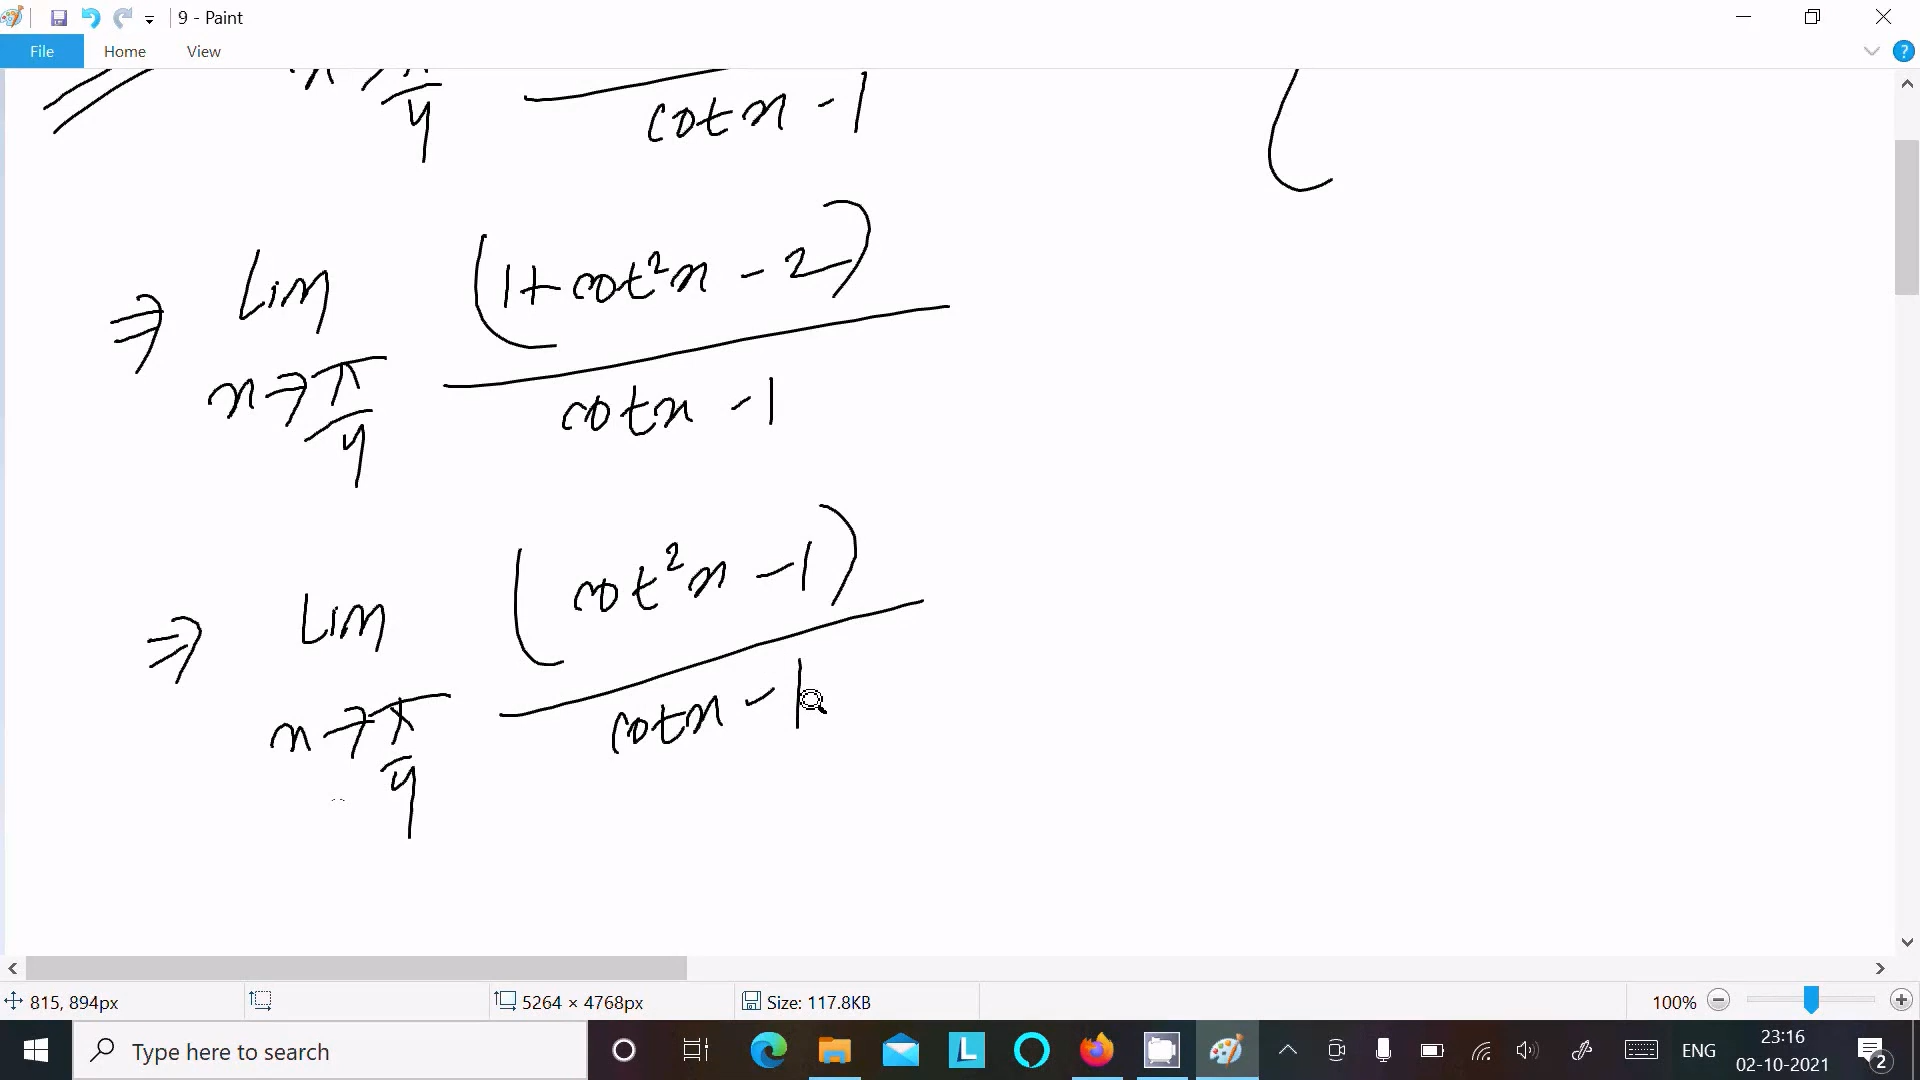 9 - Paint
File Home View
x→π/4 cotx - 1
⇒ Lim x→π/4 (1+cot²x - 2) / cotx - 1
⇒ Lim x→π/4 (cot²x - 1) / cotx - 1
815, 894px 5264 × 4768px Size: 117.8KB 100%
Type here to search L ENG 23:16
02-10-2021 2